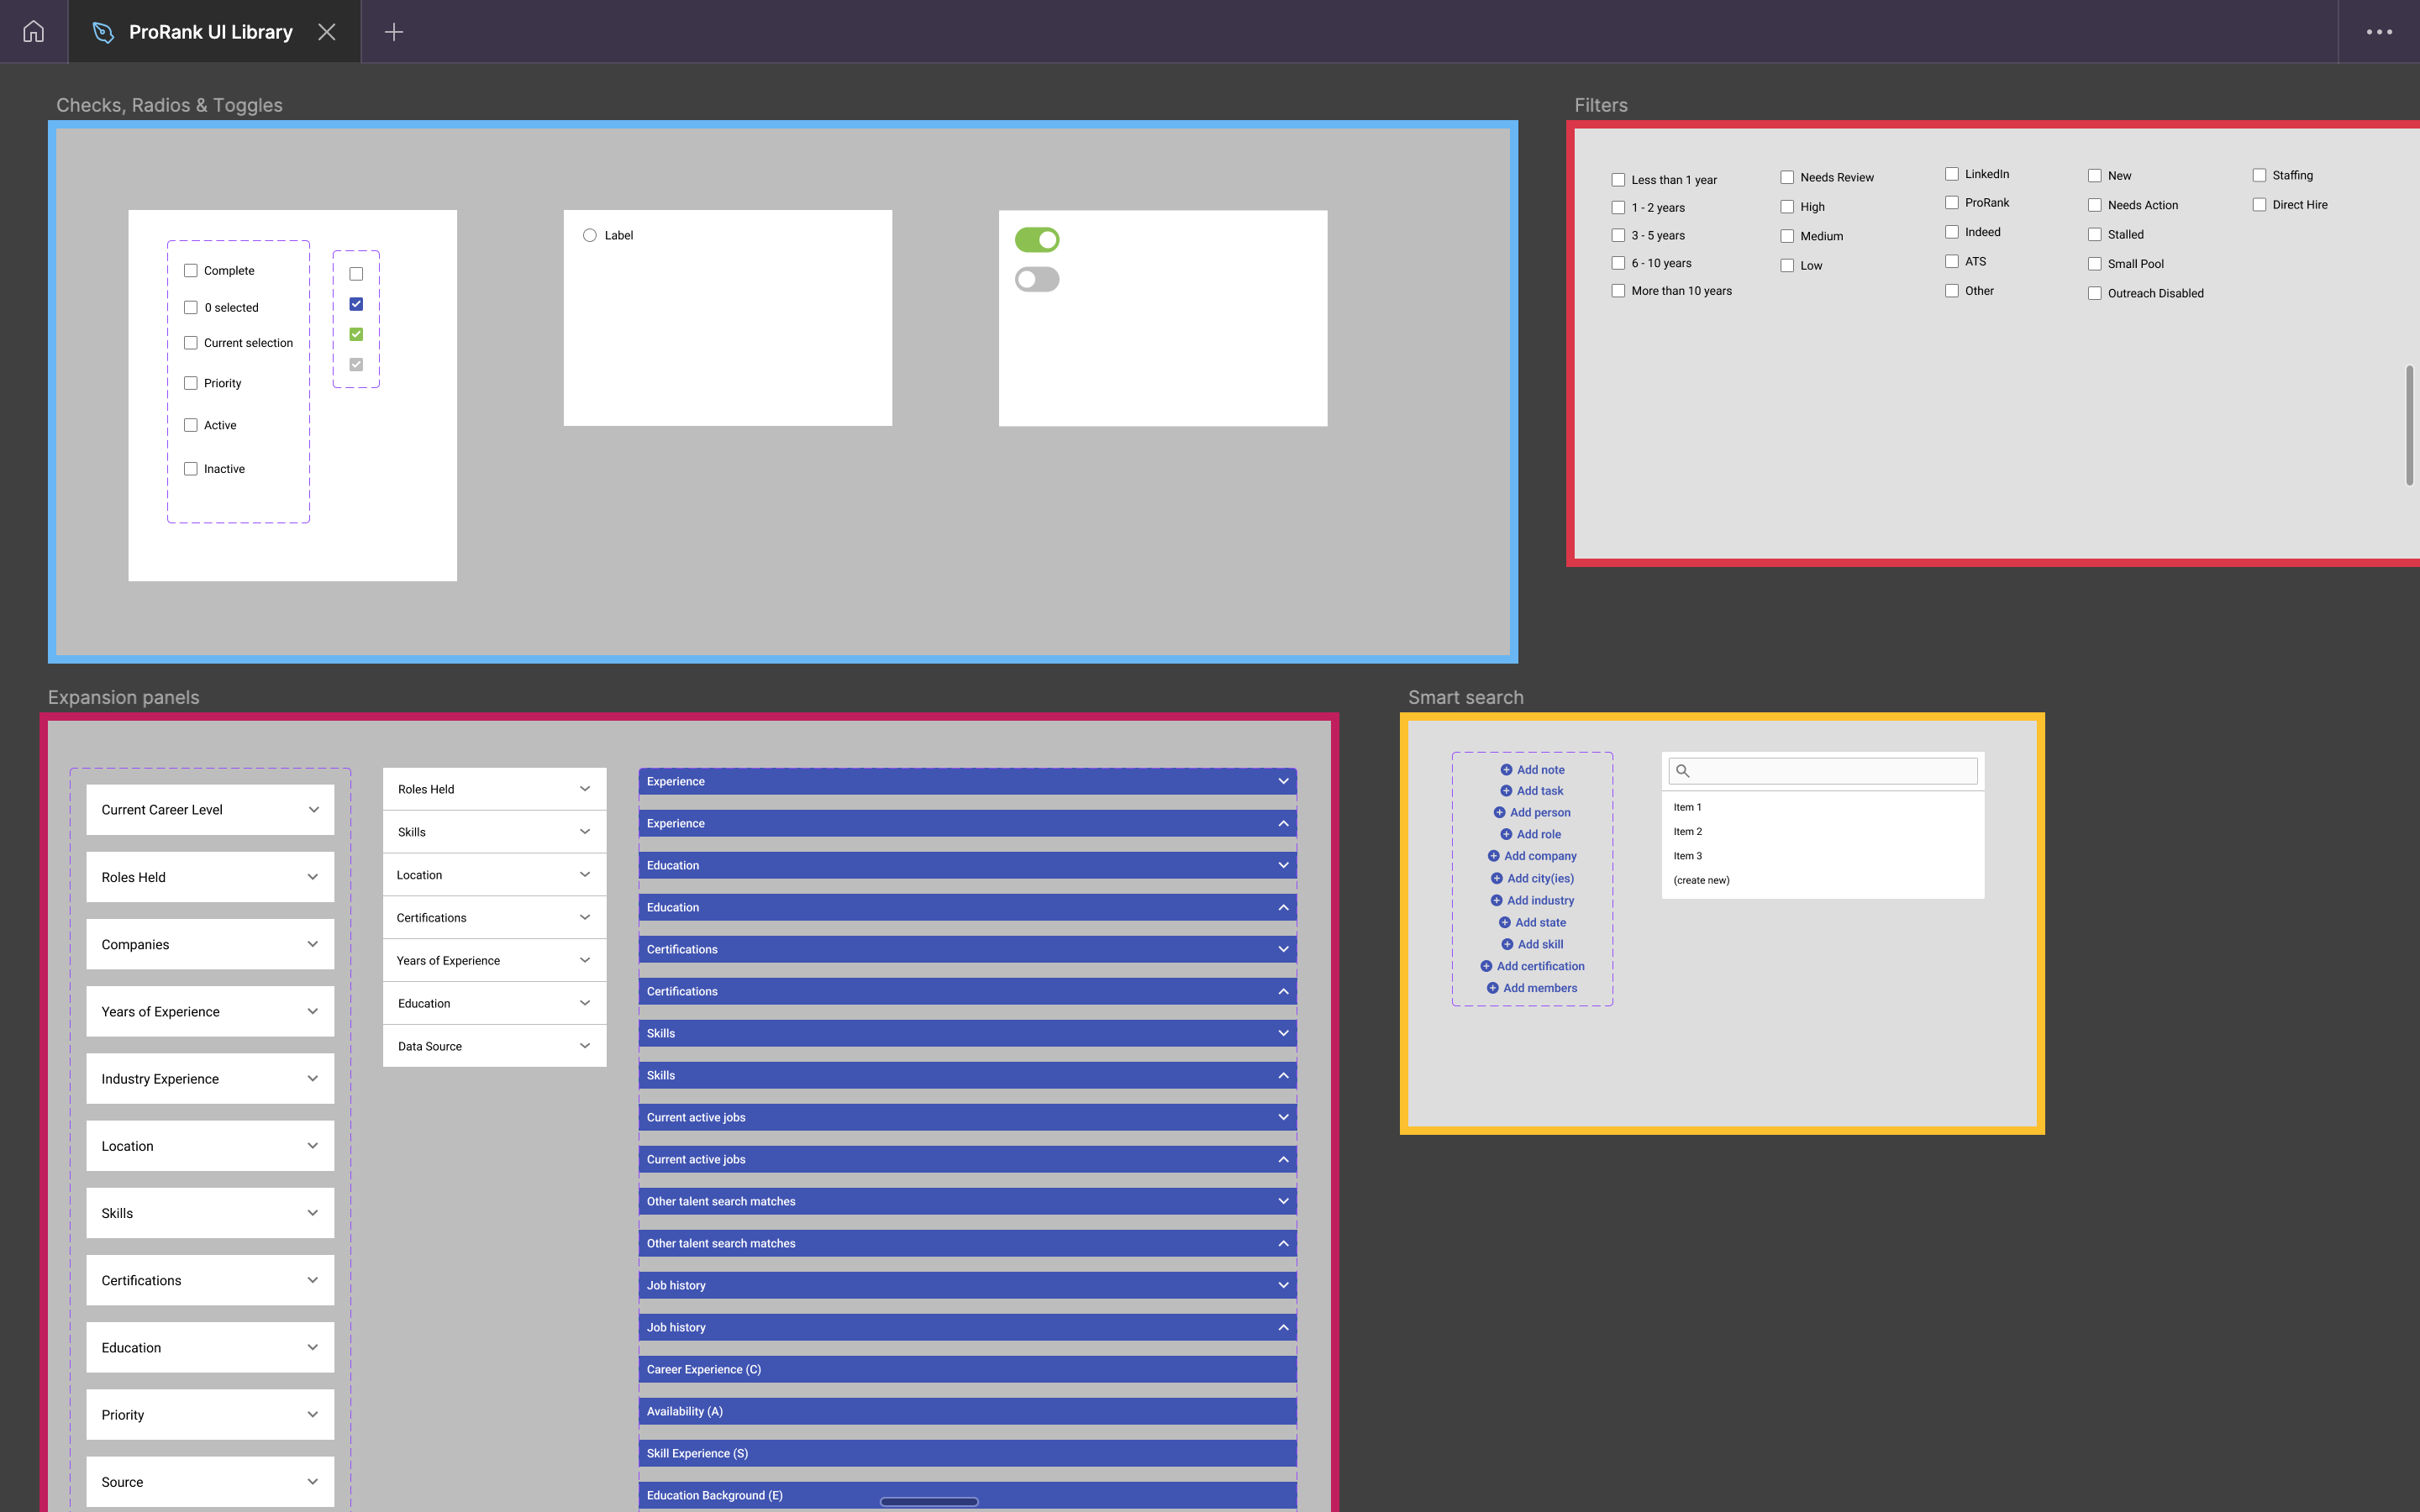 ProRank UI Library
Checks, Radios & Toggles
Complete
0 selected
Current selection
Priority
Active
Inactive
Label
Filters
Less than 1 year
1 - 2 years
3 - 5 years
6 - 10 years
More than 10 years
Needs Review
High
Medium
Low
LinkedIn
ProRank
Indeed
ATS
Other
New
Needs Action
Stalled
Small Pool
Outreach Disabled
Staffing
Direct Hire
Expansion panels
Current Career Level
Roles Held
Companies
Years of Experience
Industry Experience
Location
Skills
Certifications
Education
Priority
Source
Roles Held
Skills
Location
Certifications
Years of Experience
Education
Data Source
Experience
Experience
Education
Education
Certifications
Certifications
Skills
Skills
Current active jobs
Current active jobs
Other talent search matches
Other talent search matches
Job history
Job history
Career Experience (C)
Availability (A)
Skill Experience (S)
Education Background (E)
Smart search
Add note
Add task
Add person
Add role
Add company
Add city(ies)
Add industry
Add state
Add skill
Add certification
Add members
Item 1
Item 2
Item 3
(create new)